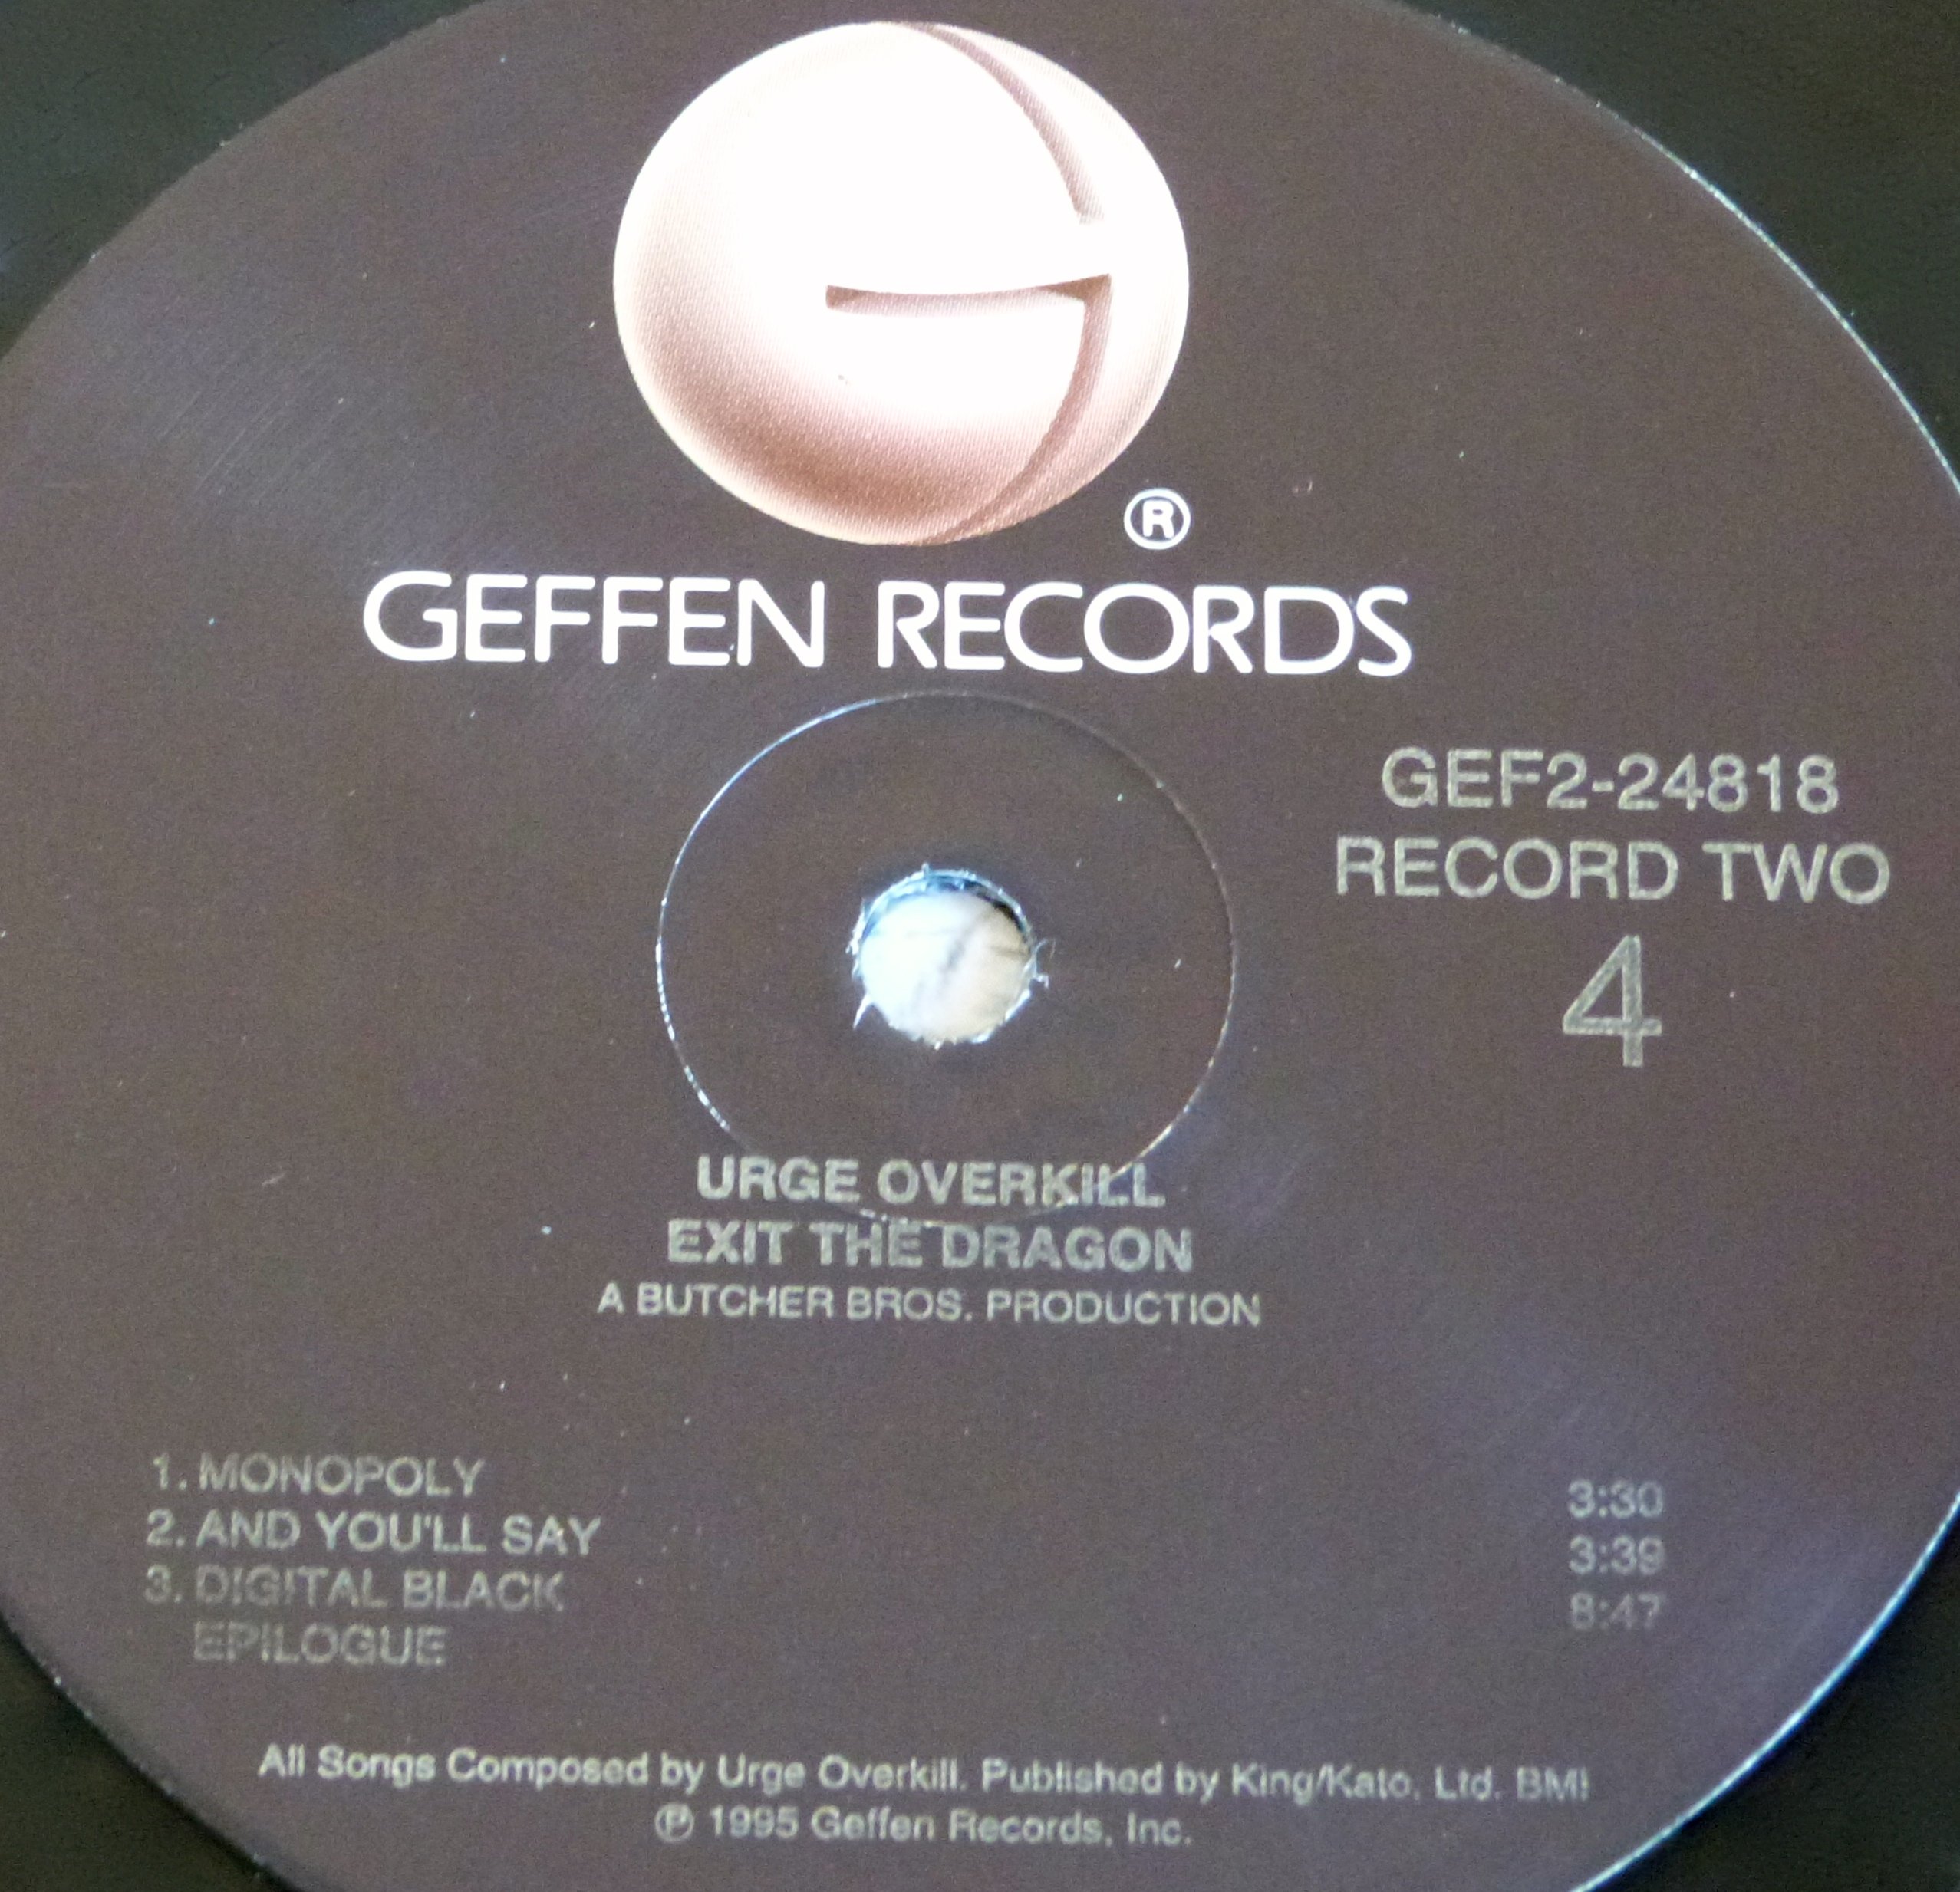 ®
GEFFEN RECORDS
GEF2-24818
RECORD TWO
4
URGE OVERKILL
EXIT THE DRAGON
A BUTCHER BROS. PRODUCTION
1. MONOPOLY 3:30
2. AND YOU'LL SAY 3:39
3. DIGITAL BLACK 8:47
EPILOGUE
All Songs Composed by Urge Overkill. Published by King/Kato, Ltd. BMI
℗ 1995 Geffen Records, Inc.